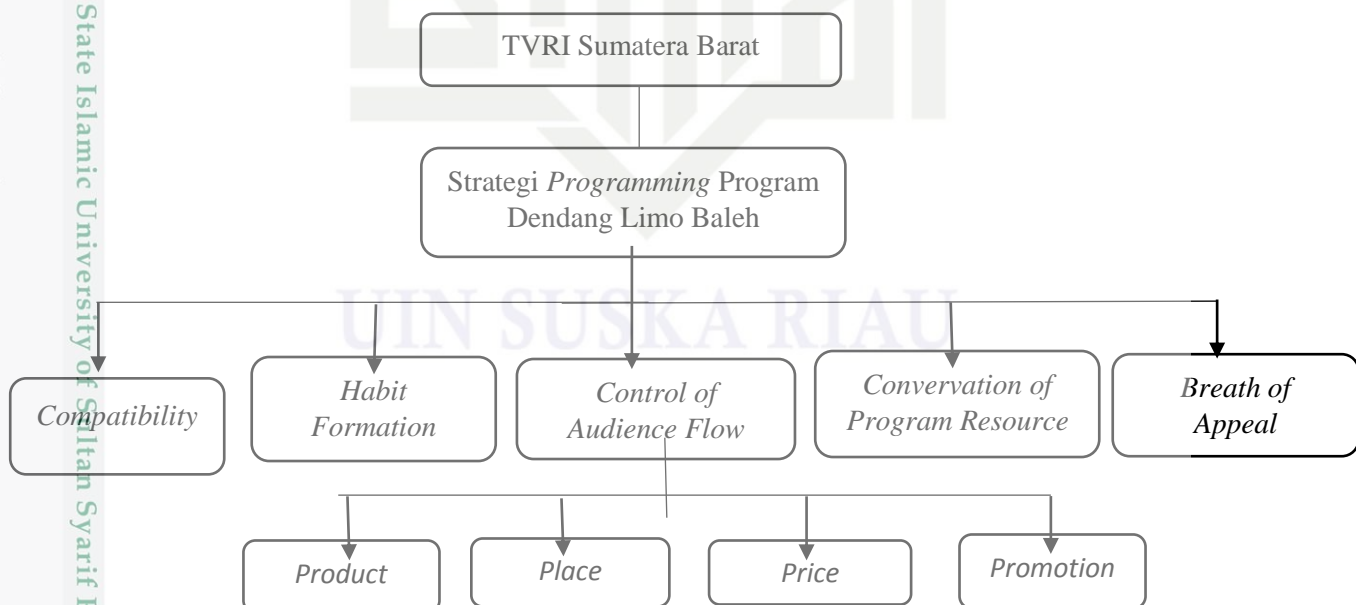 State Islamic University of Sultan Syarif
TVRI Sumatera Barat
Strategi Programming Program
Dendang Limo Baleh
UIN SUSKA RIAU
Compatibility
Habit
Formation
Control of
Audience Flow
Convervation of
Program Resource
Breath of
Appeal
Product
Place
Price
Promotion